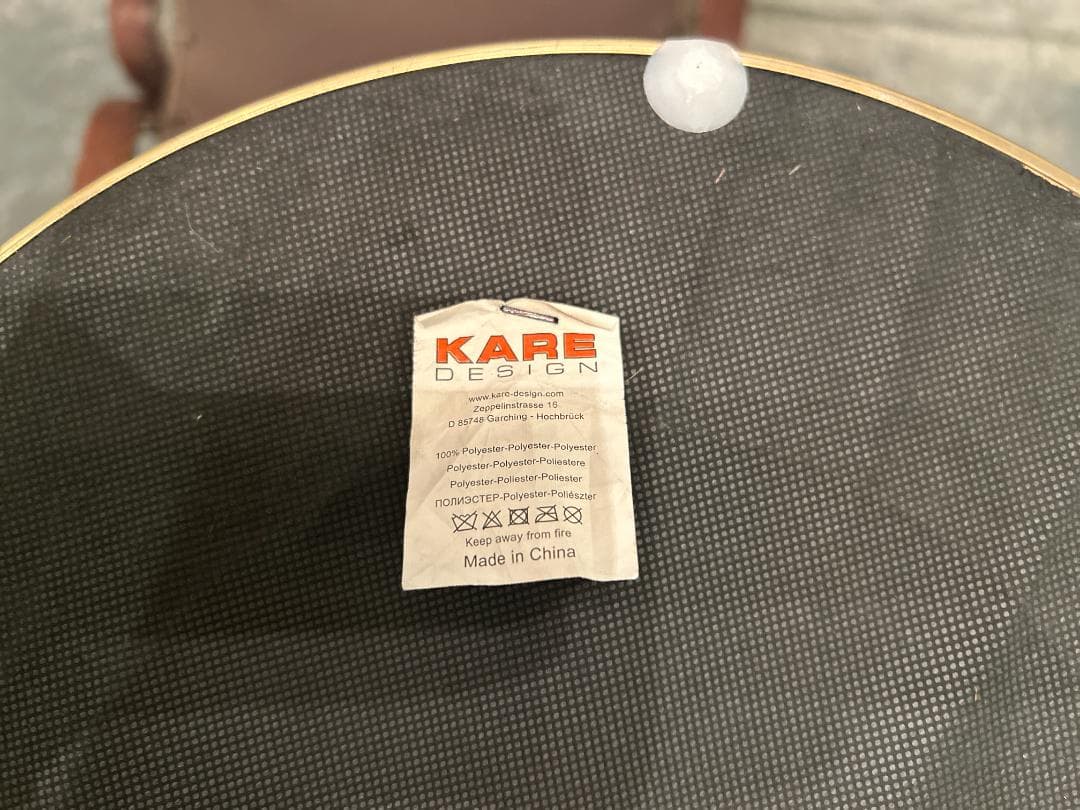 KARE
DESIGN
www.kare-design.com
Zeppelinstrasse 16
D 85748 Garching - Hochbrück
100% Polyester-Polyester-Polyester
Polyester-Polyester-Poliestere
Polyester-Poliester-Poliester
ПОЛИЭСТЕР-Polyester-Poliészter
Keep away from fire
Made in China